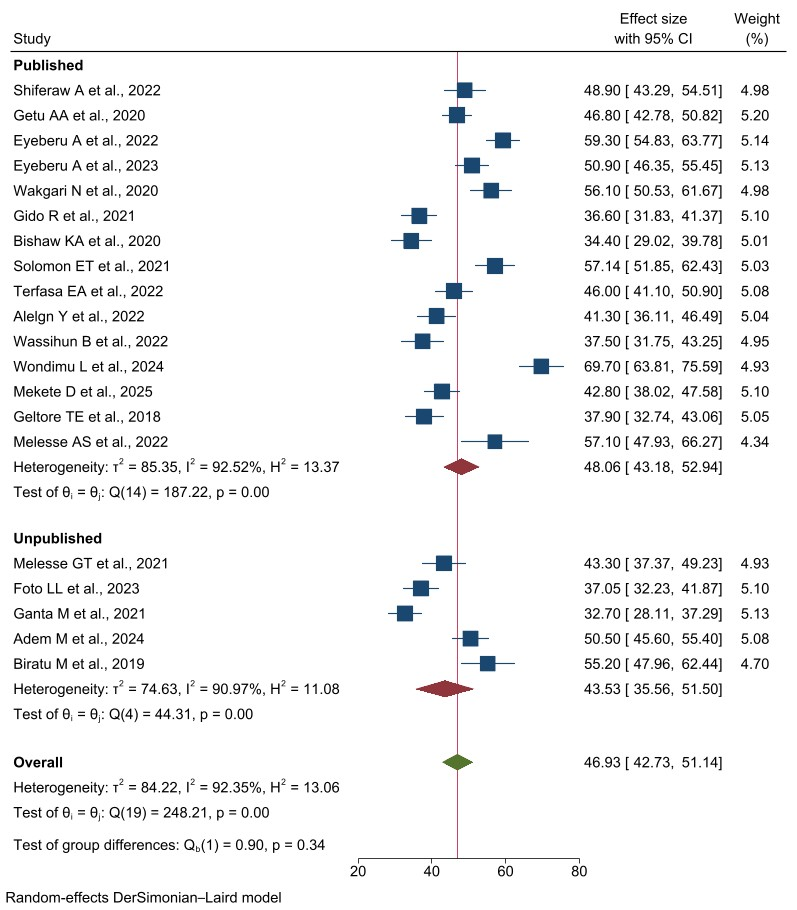 Effect size Weight
Study with 95% CI (%)
Published
Shiferaw A et al., 2022 48.90 [ 43.29, 54.51] 4.98
Getu AA et al., 2020 46.80 [ 42.78, 50.82] 5.20
Eyeberu A et al., 2022 59.30 [ 54.83, 63.77] 5.14
Eyeberu A et al., 2023 50.90 [ 46.35, 55.45] 5.13
Wakgari N et al., 2020 56.10 [ 50.53, 61.67] 4.98
Gido R et al., 2021 36.60 [ 31.83, 41.37] 5.10
Bishaw KA et al., 2020 34.40 [ 29.02, 39.78] 5.01
Solomon ET et al., 2021 57.14 [ 51.85, 62.43] 5.03
Terfasa EA et al., 2022 46.00 [ 41.10, 50.90] 5.08
Alelgn Y et al., 2022 41.30 [ 36.11, 46.49] 5.04
Wassihun B et al., 2022 37.50 [ 31.75, 43.25] 4.95
Wondimu L et al., 2024 69.70 [ 63.81, 75.59] 4.93
Mekete D et al., 2025 42.80 [ 38.02, 47.58] 5.10
Geltore TE et al., 2018 37.90 [ 32.74, 43.06] 5.05
Melesse AS et al., 2022 57.10 [ 47.93, 66.27] 4.34
Heterogeneity: τ² = 85.35, I² = 92.52%, H² = 13.37 48.06 [ 43.18, 52.94]
Test of θᵢ = θⱼ: Q(14) = 187.22, p = 0.00
Unpublished
Melesse GT et al., 2021 43.30 [ 37.37, 49.23] 4.93
Foto LL et al., 2023 37.05 [ 32.23, 41.87] 5.10
Ganta M et al., 2021 32.70 [ 28.11, 37.29] 5.13
Adem M et al., 2024 50.50 [ 45.60, 55.40] 5.08
Biratu M et al., 2019 55.20 [ 47.96, 62.44] 4.70
Heterogeneity: τ² = 74.63, I² = 90.97%, H² = 11.08 43.53 [ 35.56, 51.50]
Test of θᵢ = θⱼ: Q(4) = 44.31, p = 0.00
Overall 46.93 [ 42.73, 51.14]
Heterogeneity: τ² = 84.22, I² = 92.35%, H² = 13.06
Test of θᵢ = θⱼ: Q(19) = 248.21, p = 0.00
Test of group differences: Q_b(1) = 0.90, p = 0.34
20 40 60 80
Random-effects DerSimonian–Laird model